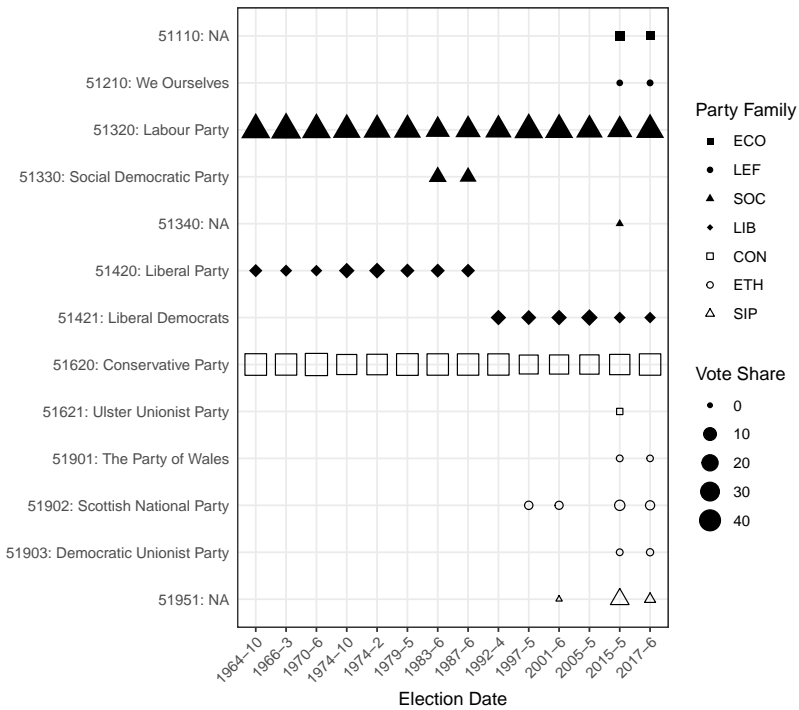 51110: NA
51210: We Ourselves
51320: Labour Party
51330: Social Democratic Party
51340: NA
51420: Liberal Party
51421: Liberal Democrats
51620: Conservative Party
51621: Ulster Unionist Party
51901: The Party of Wales
51902: Scottish National Party
51903: Democratic Unionist Party
51951: NA
1964–10
1966–3
1970–6
1974–10
1974–2
1979–5
1983–6
1987–6
1992–4
1997–5
2001–6
2005–5
2015–5
2017–6
Election Date
Party Family
ECO
LEF
SOC
LIB
CON
ETH
SIP
Vote Share
0
10
20
30
40